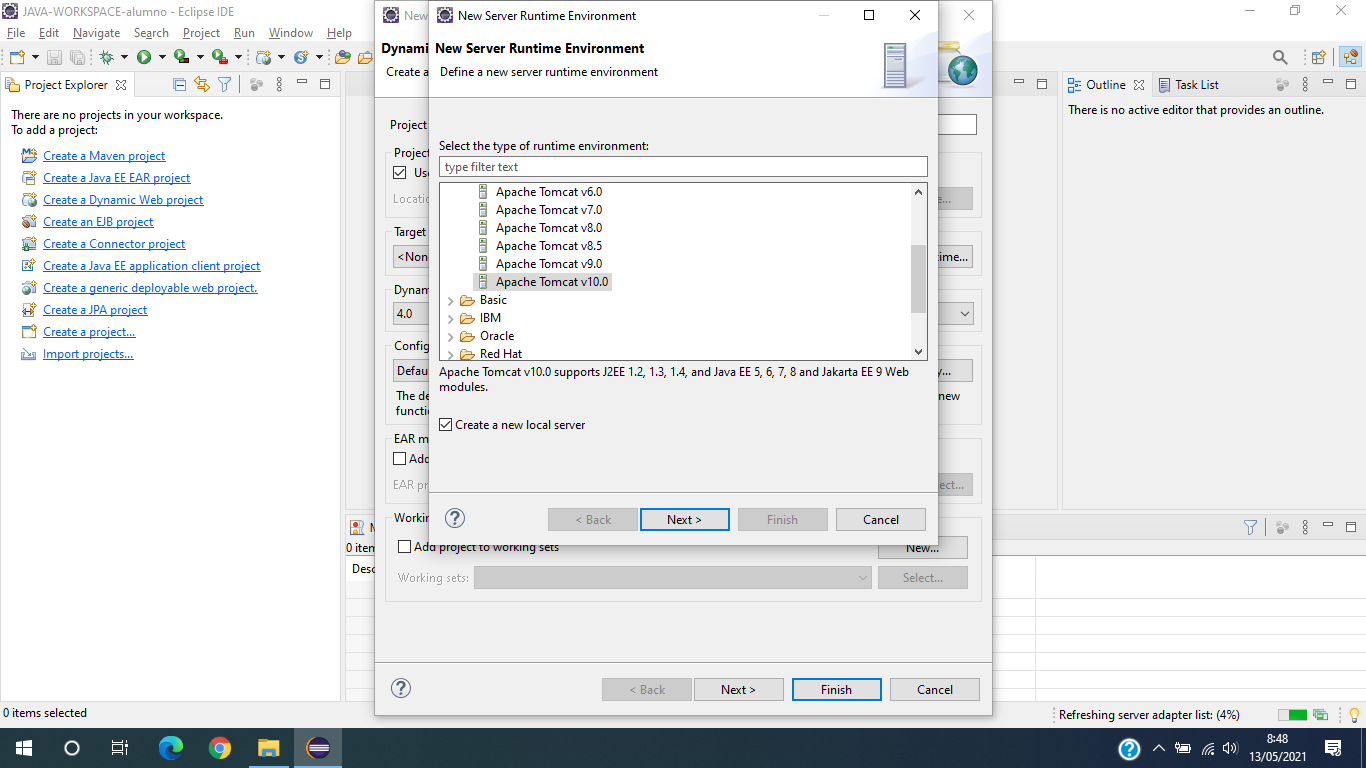 JAVA-WORKSPACE-alumno - Eclipse IDE
File Edit Navigate Search Project Run Window Help
Project Explorer
There are no projects in your workspace.
To add a project:
Create a Maven project
Create a Java EE EAR project
Create a Dynamic Web project
Create an EJB project
Create a Connector project
Create a Java EE application client project
Create a generic deployable web project.
Create a JPA project
Create a project...
Import projects...
New
Dynami
Create a
Project
Project
Use
Locatio
e...
Target
<Non
ime...
Dynam
4.0
Config
Defau
y...
The de
new
functi
EAR m
Add
EAR pr
ect...
Workin
Add project to working sets
New...
Working sets:
Select...
< Back
Next >
Finish
Cancel
New Server Runtime Environment
New Server Runtime Environment
Define a new server runtime environment
Select the type of runtime environment:
type filter text
Apache Tomcat v6.0
Apache Tomcat v7.0
Apache Tomcat v8.0
Apache Tomcat v8.5
Apache Tomcat v9.0
Apache Tomcat v10.0
Basic
IBM
Oracle
Red Hat
Apache Tomcat v10.0 supports J2EE 1.2, 1.3, 1.4, and Java EE 5, 6, 7, 8 and Jakarta EE 9 Web
modules.
Create a new local server
< Back
Next >
Finish
Cancel
Outline
Task List
There is no active editor that provides an outline.
M
0 iten
Desc
0 items selected
Refreshing server adapter list: (4%)
8:48
13/05/2021